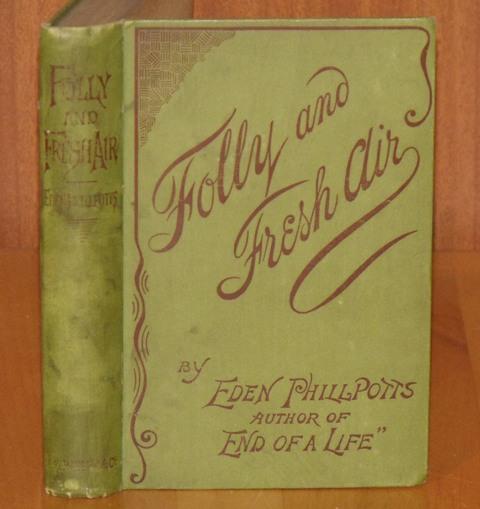 FOLLY
AND
FRESH AIR
EDEN PHILLPOTTS
Folly and
Fresh Air
BY
EDEN PHILLPOTTS
AUTHOR OF
END OF A LIFE"